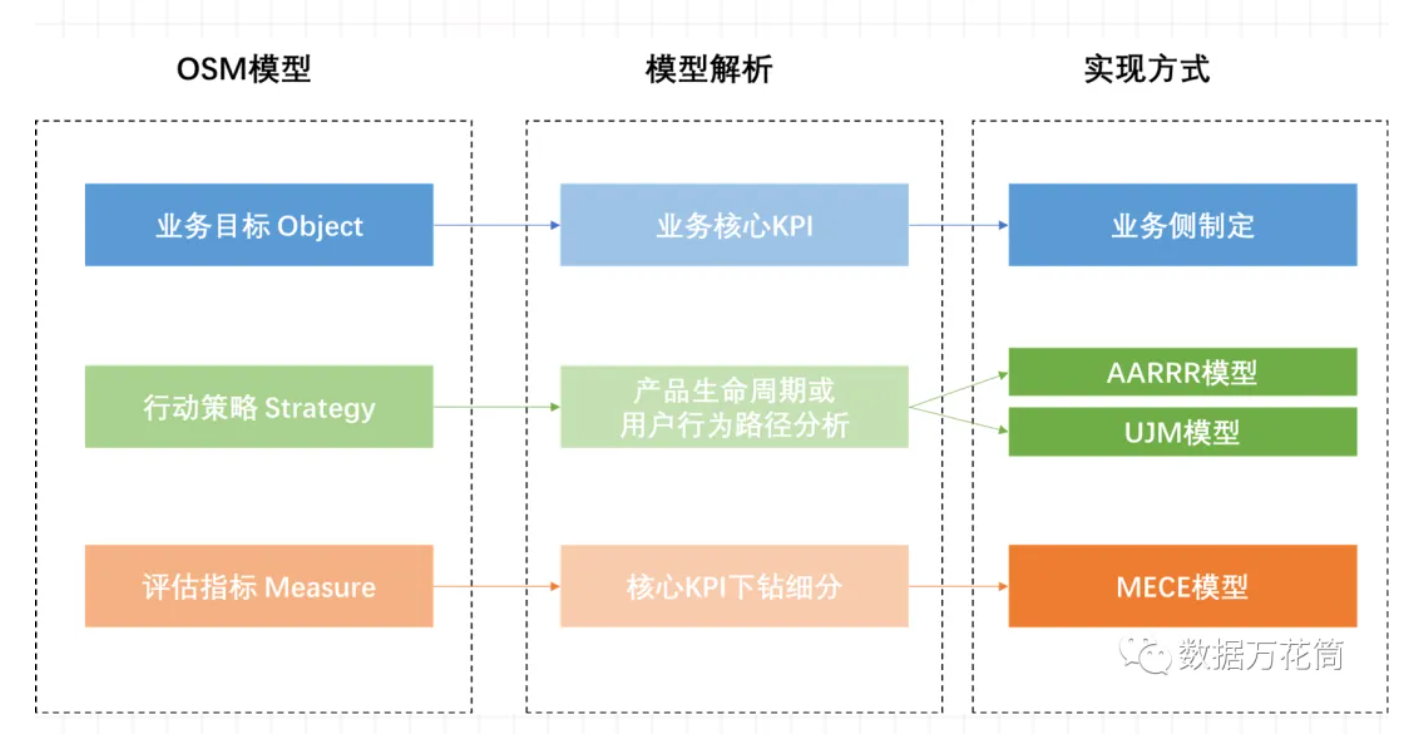 OSM模型
模型解析
实现方式
业务目标 Object
业务核心KPI
业务侧制定
行动策略 Strategy
产品生命周期或
用户行为路径分析
AARRR模型
UJM模型
评估指标 Measure
核心KPI下钻细分
MECE模型
数据万花筒